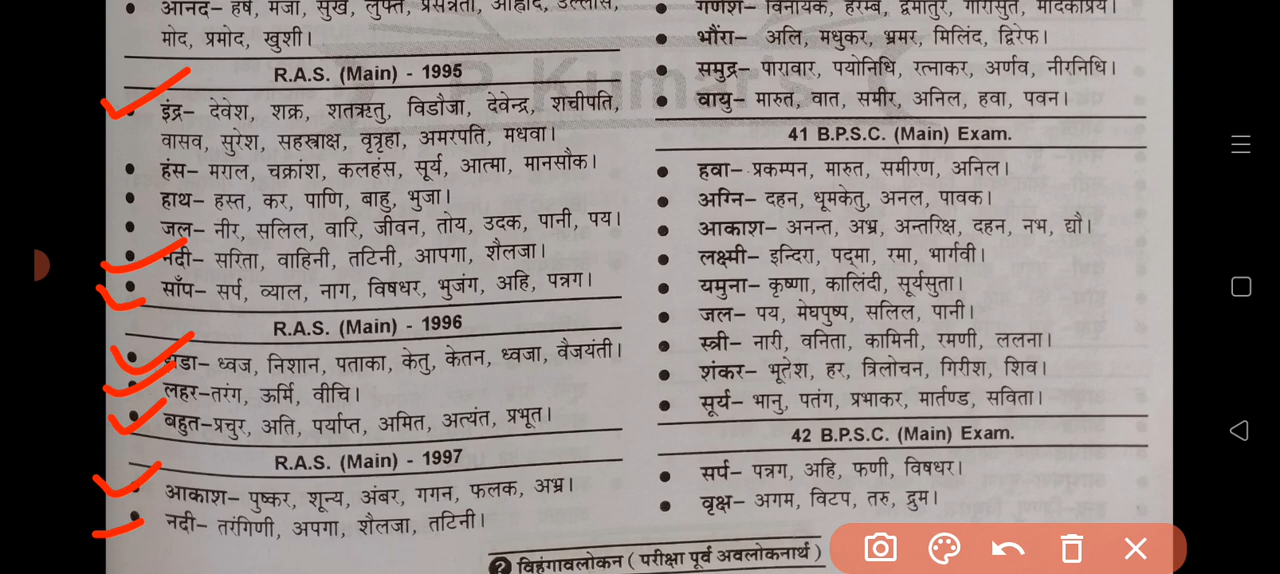 आनंद– हर्ष, मजा, सुख, लुफ्त, प्रसन्नता, आह्लाद, उल्लास,
मोद, प्रमोद, खुशी।
R.A.S. (Main) - 1995
इंद्र– देवेश, शक्र, शतऋतु, विडौजा, देवेन्द्र, शचीपति,
वासव, सुरेश, सहस्त्राक्ष, वृत्रृहा, अमरपति, मधवा।
हंस– मराल, चक्रांश, कलहंस, सूर्य, आत्मा, मानसौक।
हाथ– हस्त, कर, पाणि, बाहु, भुजा।
जल– नीर, सलिल, वारि, जीवन, तोय, उदक, पानी, पय।
नदी– सरिता, वाहिनी, तटिनी, आपगा, शैलजा।
साँप– सर्प, व्याल, नाग, विषधर, भुजंग, अहि, पन्नग।
R.A.S. (Main) - 1996
झंडा– ध्वज, निशान, पताका, केतु, केतन, ध्वजा, वैजयंती।
लहर–तरंग, ऊर्मि, वीचि।
बहुत–प्रचुर, अति, पर्याप्त, अमित, अत्यंत, प्रभूत।
R.A.S. (Main) - 1997
आकाश– पुष्कर, शून्य, अंबर, गगन, फलक, अभ्र।
नदी– तरंगिणी, अपगा, शैलजा, तटिनी।
गणेश– विनायक, हेरम्ब, द्वैमातुर, गौरीसुत, मोदकप्रिय।
भौंरा– अलि, मधुकर, भ्रमर, मिलिंद, द्विरेफ।
समुद्र– पारावार, पयोनिधि, रत्नाकर, अर्णव, नीरनिधि।
वायु– मारुत, वात, समीर, अनिल, हवा, पवन।
41 B.P.S.C. (Main) Exam.
हवा– प्रकम्पन, मारुत, समीरण, अनिल।
अग्नि– दहन, धूमकेतु, अनल, पावक।
आकाश– अनन्त, अभ्र, अन्तरिक्ष, दहन, नभ, द्यौ।
लक्ष्मी– इन्दिरा, पद्‌मा, रमा, भार्गवी।
यमुना– कृष्णा, कालिंदी, सूर्यसुता।
जल– पय, मेघपुष्प, सलिल, पानी।
स्त्री– नारी, वनिता, कामिनी, रमणी, ललना।
शंकर– भूतेश, हर, त्रिलोचन, गिरीश, शिव।
सूर्य– भानु, पतंग, प्रभाकर, मार्तण्ड, सविता।
42 B.P.S.C. (Main) Exam.
सर्प– पन्नग, अहि, फणी, विषधर।
वृक्ष– अगम, विटप, तरु, द्रुम।
विहंगावलोकन ( परीक्षा पूर्व अवलोकनार्थ )